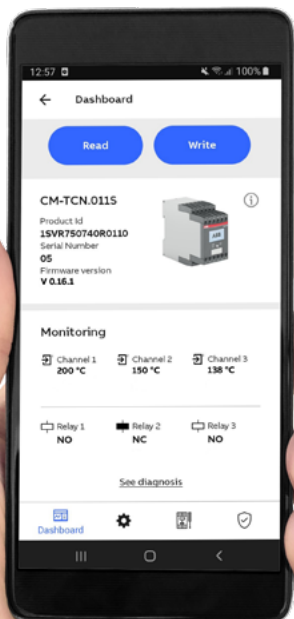 12:57
100%
Dashboard
Read
Write
CM-TCN.011S
Product Id
1SVR750740R0110
Serial Number
05
Firmware version
V 0.16.1
ABB
Monitoring
Channel 1
200 °C
Channel 2
150 °C
Channel 3
138 °C
Relay 1
NO
Relay 2
NC
Relay 3
NO
See diagnosis
Dashboard